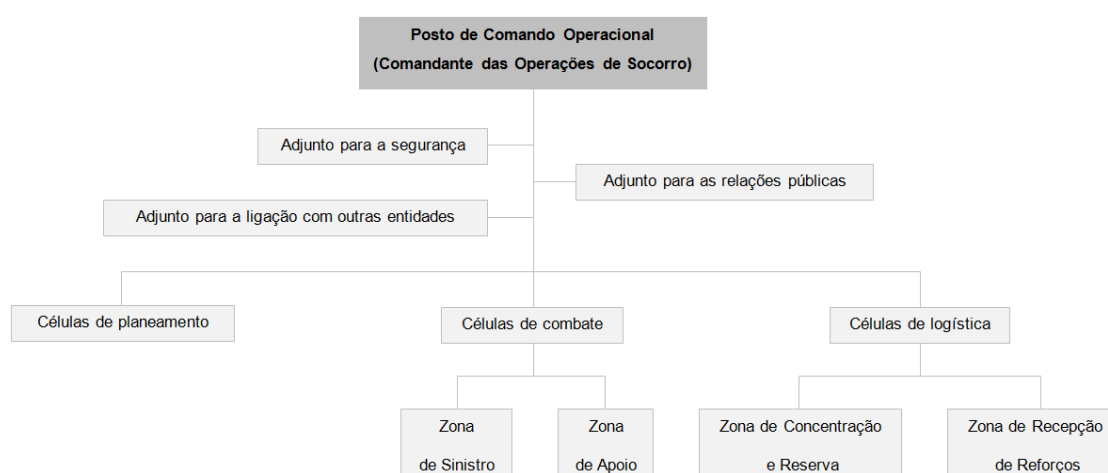 Posto de Comando Operacional
(Comandante das Operações de Socorro)
Adjunto para a segurança
Adjunto para as relações públicas
Adjunto para a ligação com outras entidades
Células de planeamento
Células de combate
Células de logística
Zona
de Sinistro
Zona
de Apoio
Zona de Concentração
e Reserva
Zona de Recepção
de Reforços